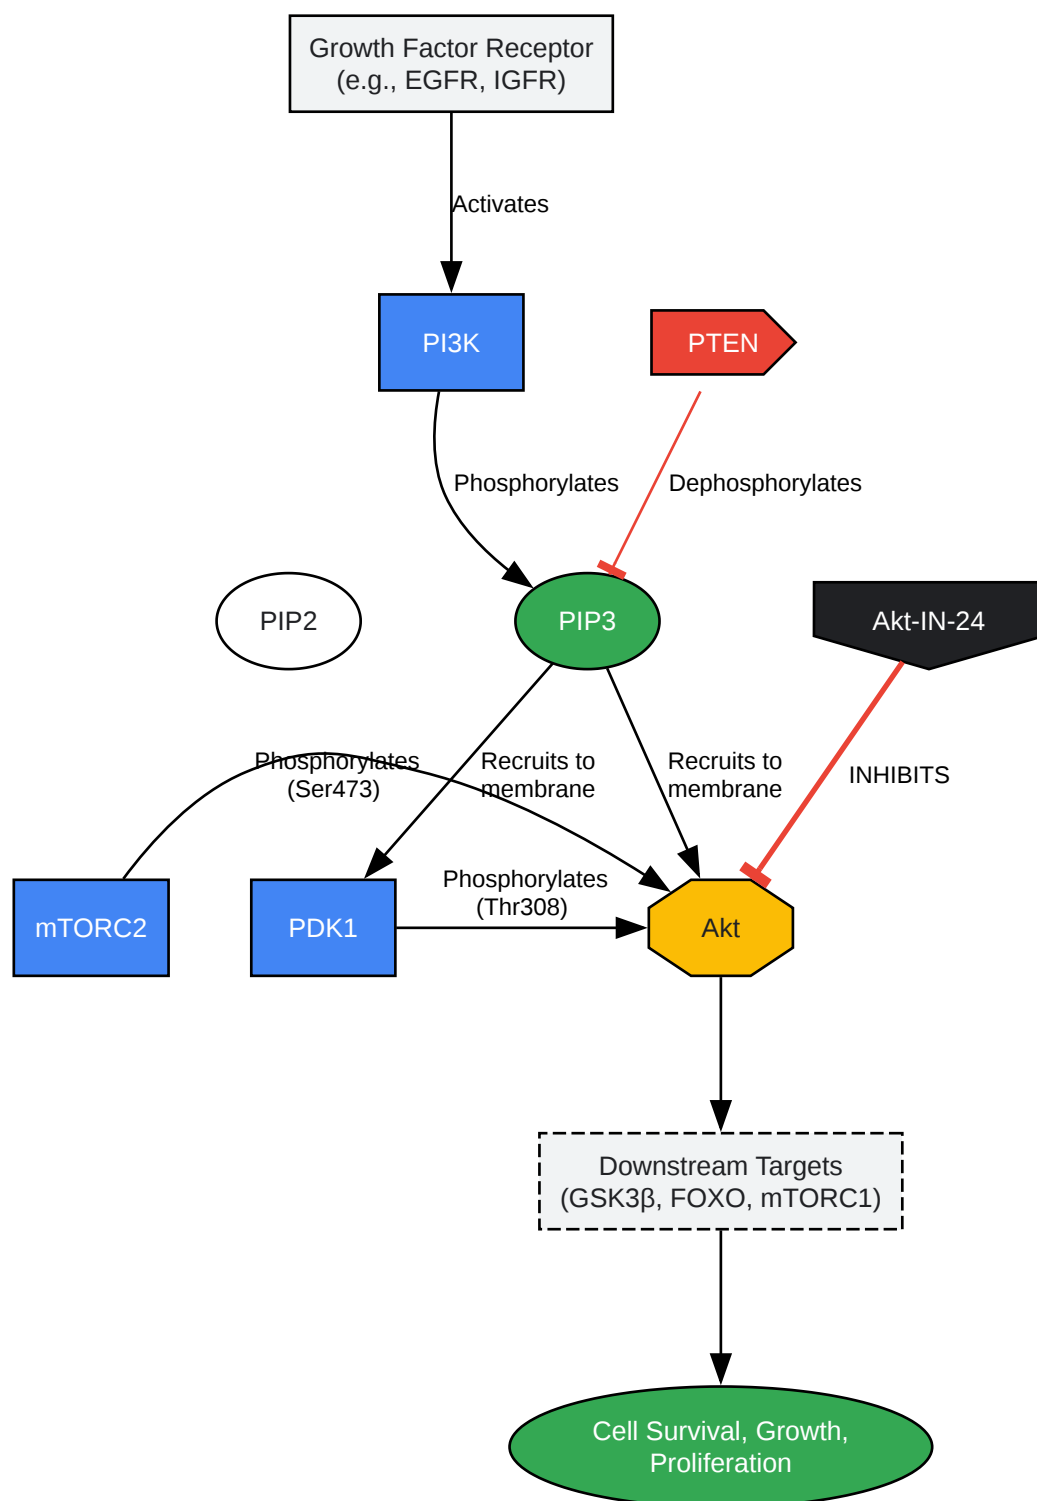 Growth Factor Receptor
(e.g., EGFR, IGFR)
Activates
PI3K
PTEN
Phosphorylates
Dephosphorylates
PIP2
PIP3
Akt-IN-24
Phosphorylates
(Ser473)
Recruits to
membrane
Recruits to
membrane
INHIBITS
Phosphorylates
(Thr308)
mTORC2
PDK1
Akt
Downstream Targets
(GSK3β, FOXO, mTORC1)
Cell Survival, Growth,
Proliferation